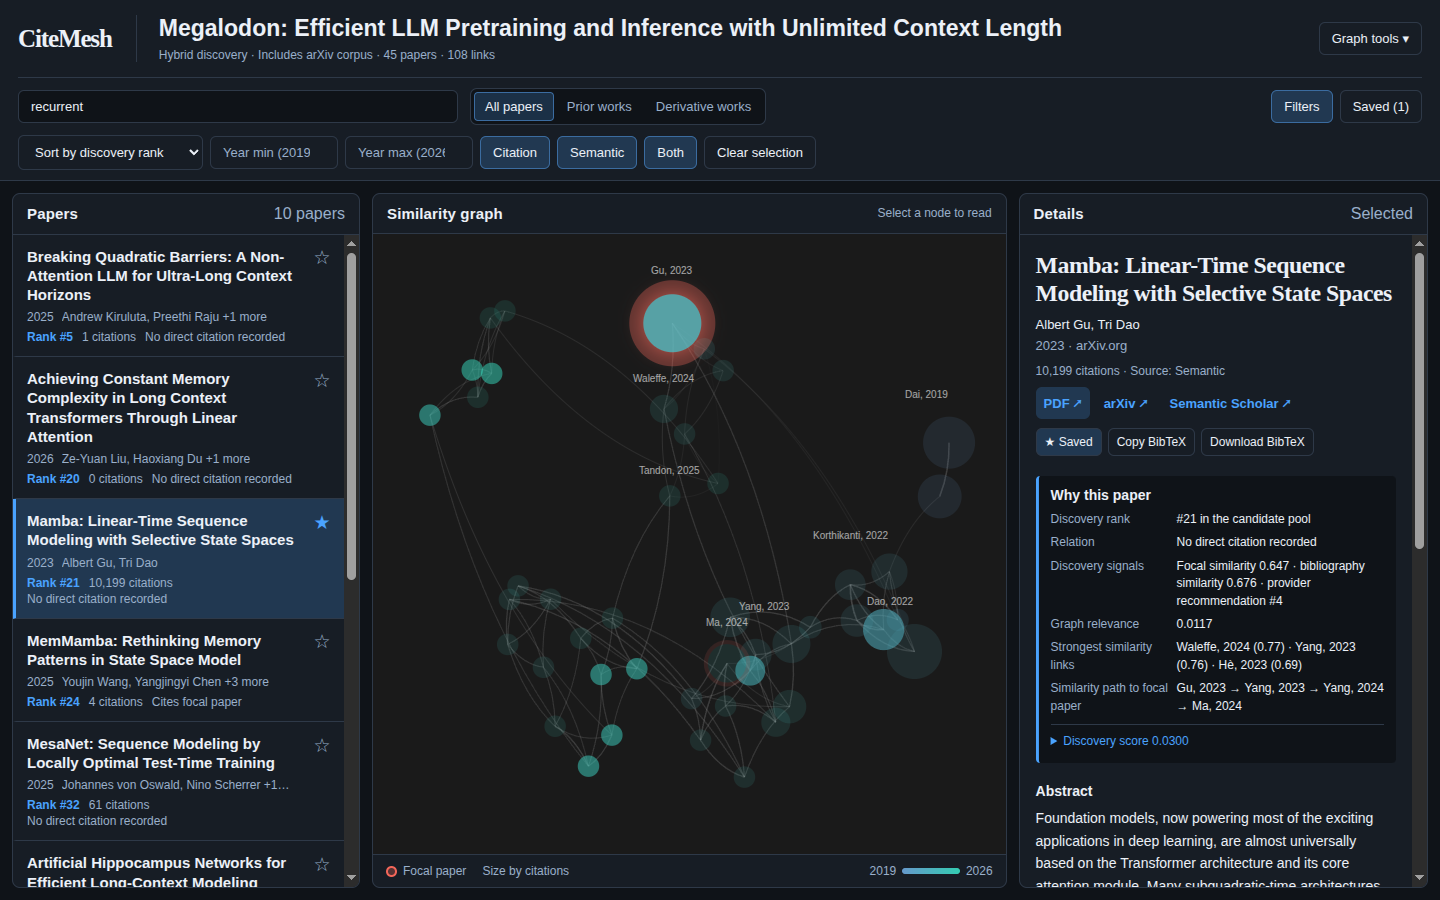 CiteMesh
Megalodon: Efficient LLM Pretraining and Inference with Unlimited Context Length
Hybrid discovery · Includes arXiv corpus · 45 papers · 108 links
Graph tools ▾
recurrent
All papers
Prior works
Derivative works
Filters
Saved (1)
Sort by discovery rank
Year min (2019
Year max (2026
Citation
Semantic
Both
Clear selection
Papers
10 papers
Breaking Quadratic Barriers: A Non-
Attention LLM for Ultra-Long Context
Horizons
2025 Andrew Kiruluta, Preethi Raju +1 more
Rank #5 1 citations No direct citation recorded
Achieving Constant Memory
Complexity in Long Context
Transformers Through Linear
Attention
2026 Ze-Yuan Liu, Haoxiang Du +1 more
Rank #20 0 citations No direct citation recorded
Mamba: Linear-Time Sequence
Modeling with Selective State Spaces
2023 Albert Gu, Tri Dao
Rank #21 10,199 citations
No direct citation recorded
MemMamba: Rethinking Memory
Patterns in State Space Model
2025 Youjin Wang, Yangjingyi Chen +3 more
Rank #24 4 citations Cites focal paper
MesaNet: Sequence Modeling by
Locally Optimal Test-Time Training
2025 Johannes von Oswald, Nino Scherrer +1…
Rank #32 61 citations
No direct citation recorded
Artificial Hippocampus Networks for
Efficient Long-Context Modeling
Similarity graph
Select a node to read
Gu, 2023
Waleffe, 2024
Dai, 2019
Tandon, 2025
Korthikanti, 2022
Yang, 2023
Dao, 2022
Ma, 2024
Focal paper
Size by citations
2019
2026
Details
Selected
Mamba: Linear-Time Sequence
Modeling with Selective State Spaces
Albert Gu, Tri Dao
2023 · arXiv.org
10,199 citations · Source: Semantic
PDF ↗
arXiv ↗
Semantic Scholar ↗
★ Saved
Copy BibTeX
Download BibTeX
Why this paper
Discovery rank #21 in the candidate pool
Relation No direct citation recorded
Discovery signals Focal similarity 0.647 · bibliography
similarity 0.676 · provider
recommendation #4
Graph relevance 0.0117
Strongest similarity Waleffe, 2024 (0.77) · Yang, 2023
links (0.76) · Hè, 2023 (0.69)
Similarity path to focal Gu, 2023 → Yang, 2023 → Yang, 2024
paper → Ma, 2024
Discovery score 0.0300
Abstract
Foundation models, now powering most of the exciting
applications in deep learning, are almost universally
based on the Transformer architecture and its core
attention module. Many subquadratic-time architectures